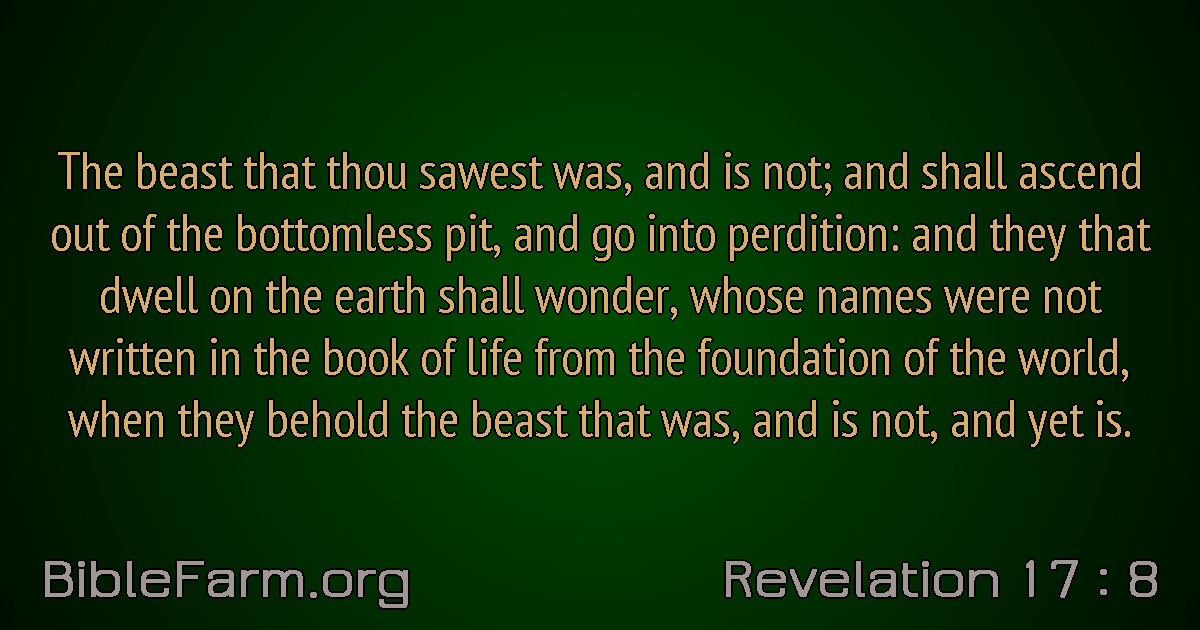 The beast that thou sawest was, and is not; and shall ascend
out of the bottomless pit, and go into perdition: and they that
dwell on the earth shall wonder, whose names were not
written in the book of life from the foundation of the world,
when they behold the beast that was, and is not, and yet is.
BibleFarm.org
Revelation 17 : 8